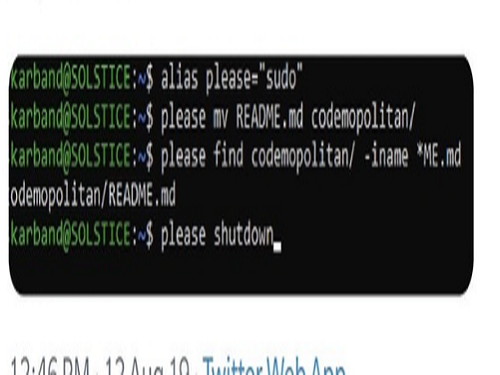 karband@SOLSTICE:~$ alias please="sudo"
karband@SOLSTICE:~$ please mv README.md codemopolitan/
karband@SOLSTICE:~$ please find codemopolitan/ -iname *ME.md
odemopolitan/README.md
karband@SOLSTICE:~$ please shutdown
12:46 PM · 12 Aug 19 · Twitter Web App